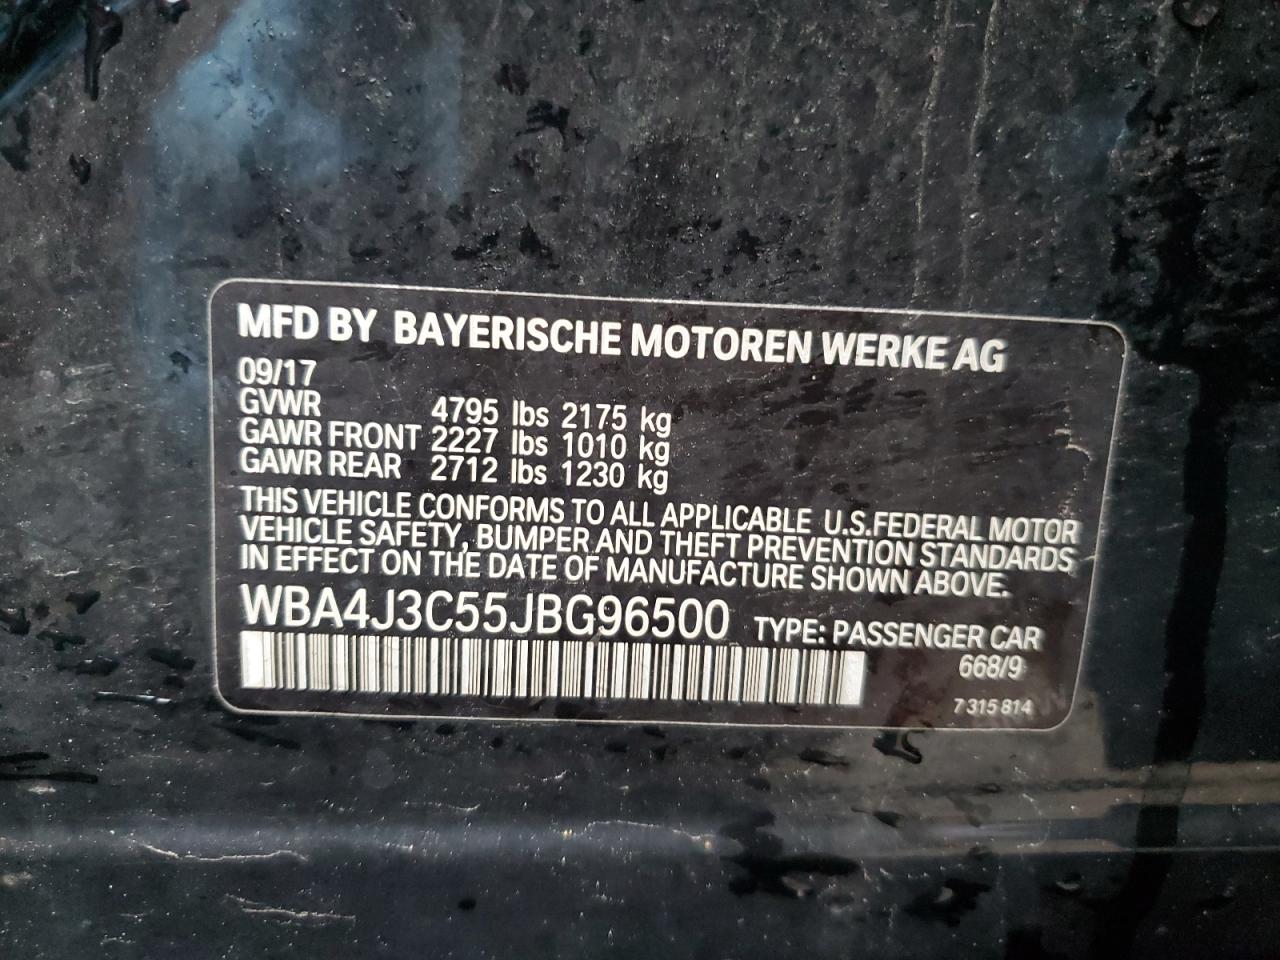 MFD BY BAYERISCHE MOTOREN WERKE AG
09/17
GVWR 4795 lbs 2175 kg
GAWR FRONT 2227 lbs 1010 kg
GAWR REAR 2712 lbs 1230 kg
THIS VEHICLE CONFORMS TO ALL APPLICABLE U.S.FEDERAL MOTOR
VEHICLE SAFETY, BUMPER AND THEFT PREVENTION STANDARDS
IN EFFECT ON THE DATE OF MANUFACTURE SHOWN ABOVE.
WBA4J3C55JBG96500 TYPE: PASSENGER CAR
668/9
7 315 814